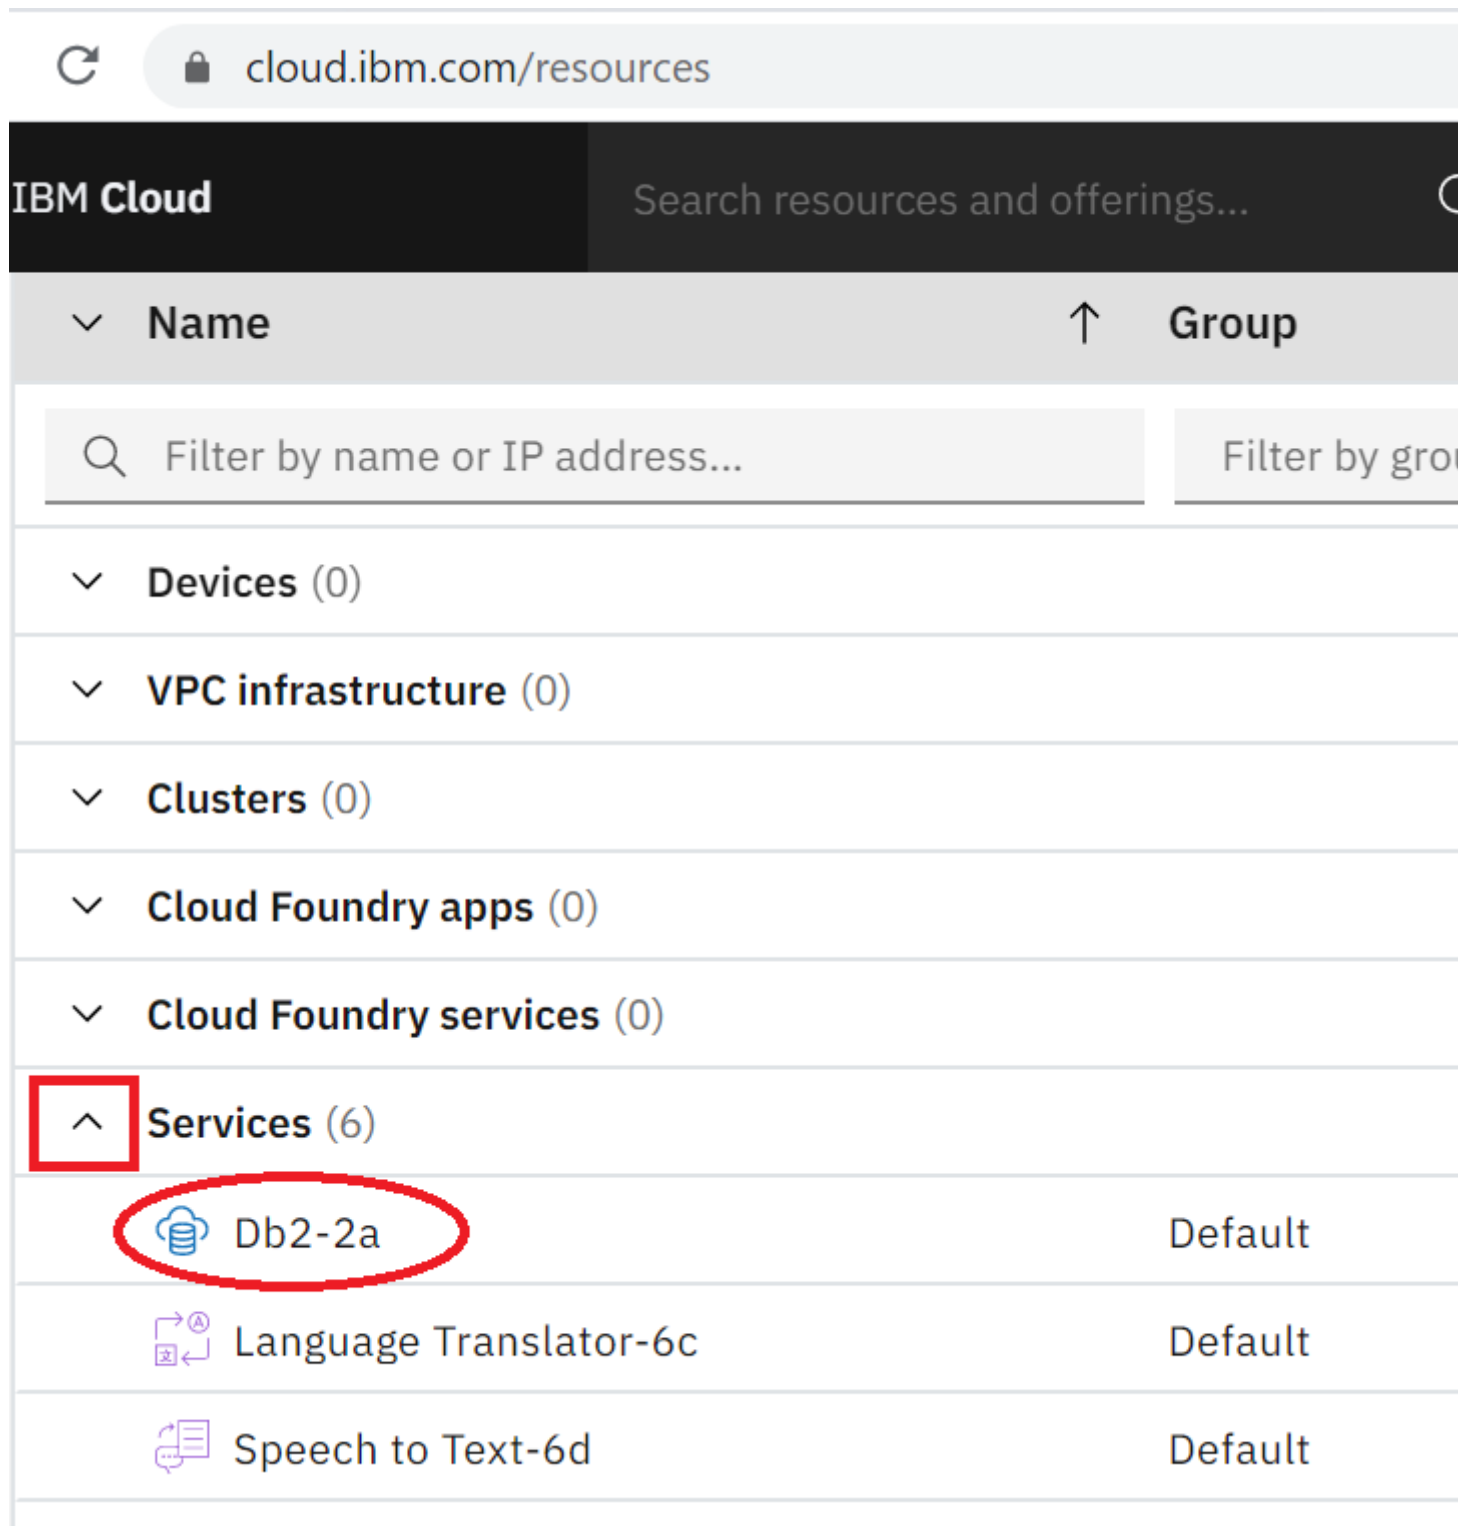 cloud.ibm.com/resources
IBM Cloud Search resources and offerings...
Name Group
Filter by name or IP address... Filter by
Devices (0)
VPC infrastructure (0)
Clusters (0)
Cloud Foundry apps (0)
Cloud Foundry services (0)
Services (6)
Db2-2a Default
Language Translator-6c Default
Speech to Text-6d Default